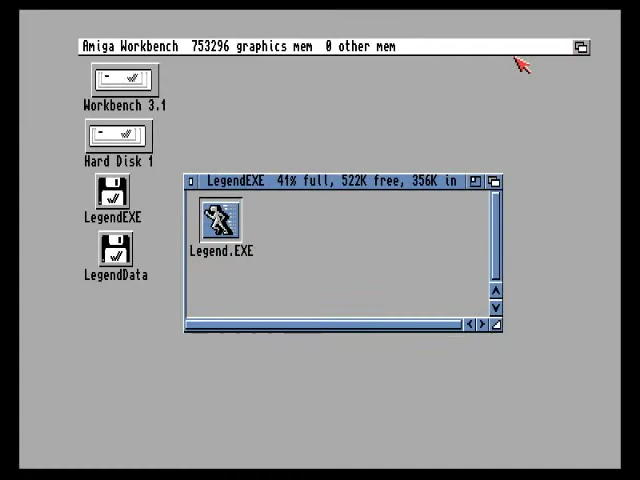 Amiga Workbench 753296 graphics mem 0 other mem
Workbench 3.1
Hard Disk 1
LegendEXE
LegendData
LegendEXE 41% full, 522K free, 356K in
Legend.EXE